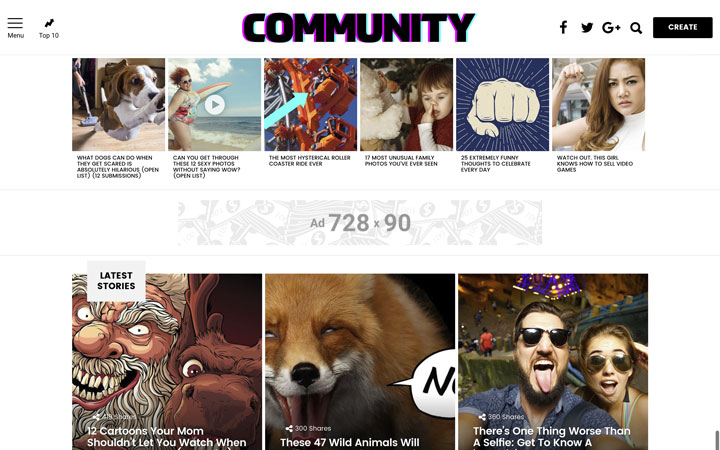 COMMUNITY
Menu
Top 10
f
G+
CREATE
WHAT DOGS CAN DO WHEN
THEY GET SCARED IS
ABSOLUTELY HILARIOUS (OPEN
LIST) (12 SUBMISSIONS)
CAN YOU GET THROUGH
THESE 12 SEXY PHOTOS
WITHOUT SAYING WOW?
(OPEN LIST)
THE MOST HYSTERICAL ROLLER
COASTER RIDE EVER
17 MOST UNUSUAL FAMILY
PHOTOS YOU'VE EVER SEEN
25 EXTREMELY FUNNY
THOUGHTS TO CELEBRATE
EVERY DAY
WATCH OUT. THIS GIRL
KNOWS HOW TO SELL VIDEO
GAMES
Ad 728 x 90
LATEST
STORIES
Shares
12 Cartoons Your Mom
Shouldn't Let You Watch When
300 Shares
These 47 Wild Animals Will
360 Shares
There's One Thing Worse Than
A Selfie: Get To Know A